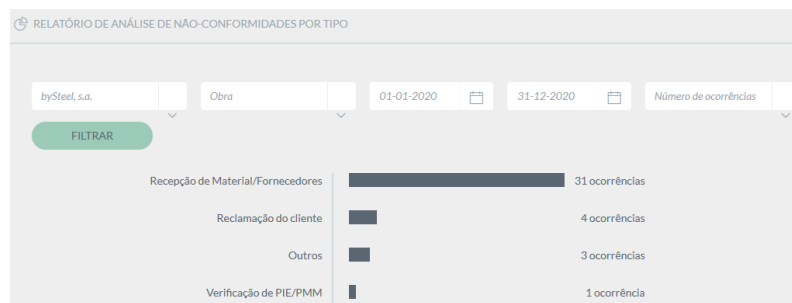 RELATÓRIO DE ANÁLISE DE NÃO-CONFORMIDADES POR TIPO
bySteel, s.a. Obra 01-01-2020 31-12-2020 Número de ocorrências
FILTRAR
Recepção de Material/Fornecedores 31 ocorrências
Reclamação do cliente 4 ocorrências
Outros 3 ocorrências
Verificação de PIE/PMM 1 ocorrência